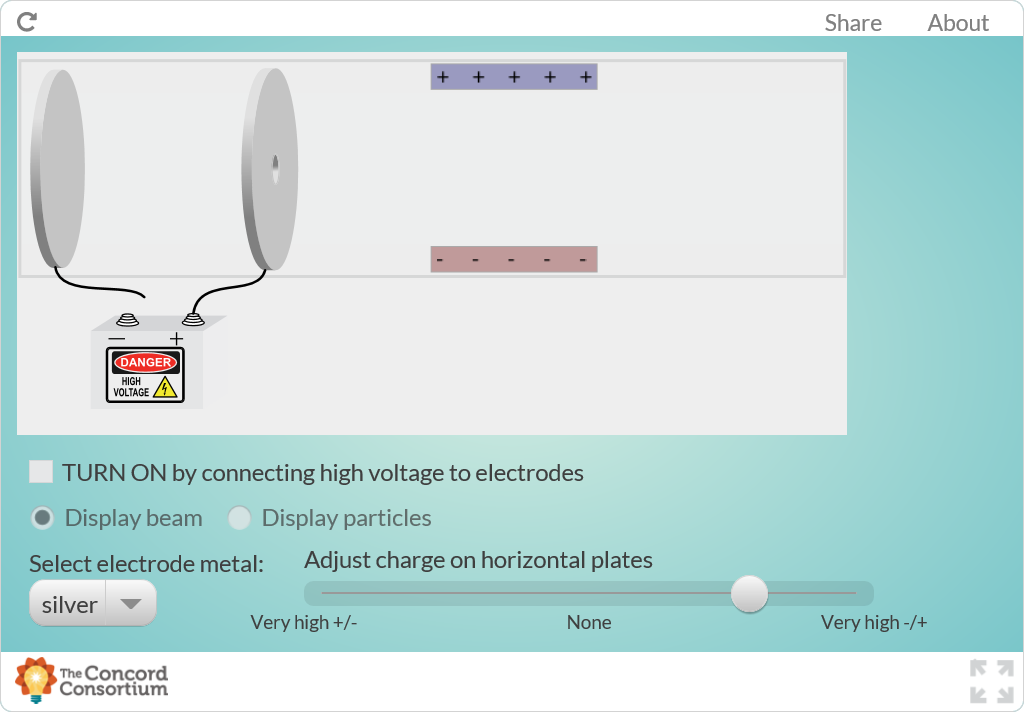 Share About
+ + + + +
- - - - -
— +
DANGER
HIGH
VOLTAGE
TURN ON by connecting high voltage to electrodes
Display beam Display particles
Select electrode metal:
silver
Adjust charge on horizontal plates
Very high +/- None Very high -/+
The Concord
Consortium